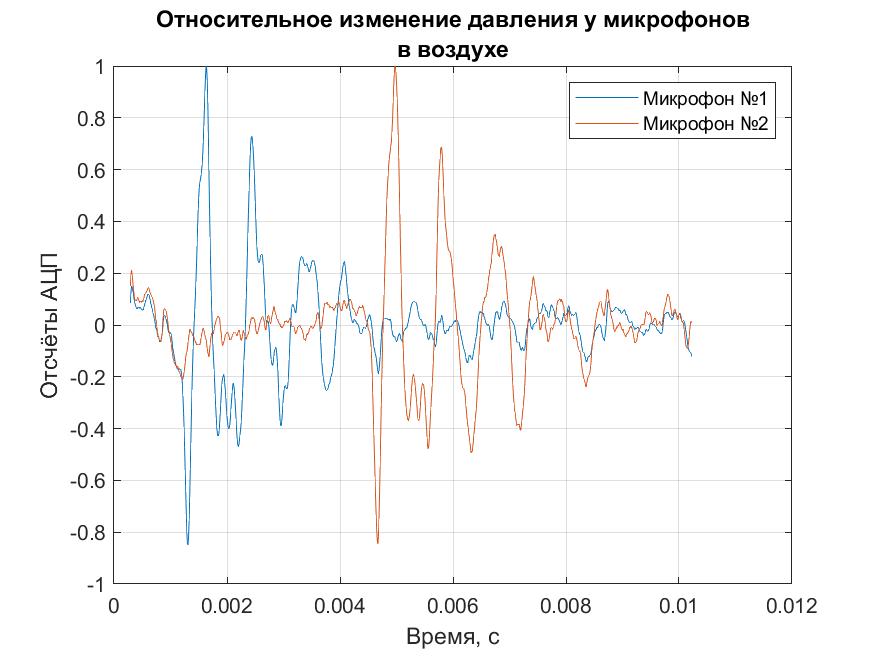 Относительное изменение давления у микрофонов
в воздухе
Отсчёты АЦП
1
0.8
0.6
0.4
0.2
0
-0.2
-0.4
-0.6
-0.8
-1
Микрофон №1
Микрофон №2
0 0.002 0.004 0.006 0.008 0.01 0.012
Время, с